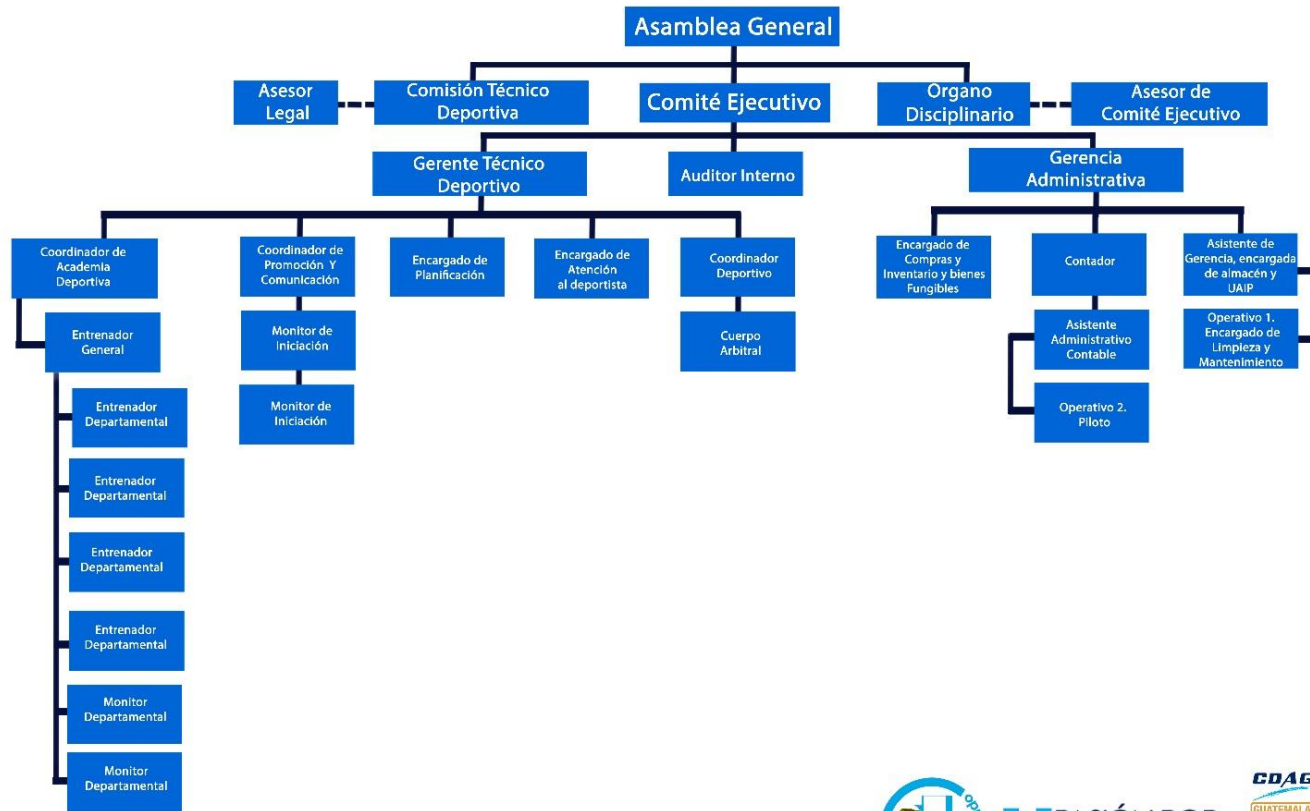 Asamblea General
Asesor
Legal
Comisión Técnico
Deportiva
Comité Ejecutivo
Organo
Disciplinario
Asesor de
Comité Ejecutivo
Gerente Técnico
Deportivo
Auditor Interno
Gerencia
Administrativa
Coordinador de
Academia
Deportiva
Coordinador de
Promoción Y
Comunicación
Encargado de
Planificación
Encargado de
Atención
al deportista
Coordinador
Deportivo
Encargado de
Compras y
Inventario y bienes
Fungibles
Contador
Asistente de
Gerencia, encargada
de almacén y
UAIP
Entrenador
General
Monitor de
Iniciación
Cuerpo
Arbitral
Asistente
Administrativo
Contable
Operativo 1.
Encargado de
Limpieza y
Mantenimiento
Monitor de
Iniciación
Operativo 2.
Piloto
Entrenador
Departamental
Entrenador
Departamental
Entrenador
Departamental
Entrenador
Departamental
Monitor
Departamental
Monitor
Departamental
CDAG
GUATEMALA